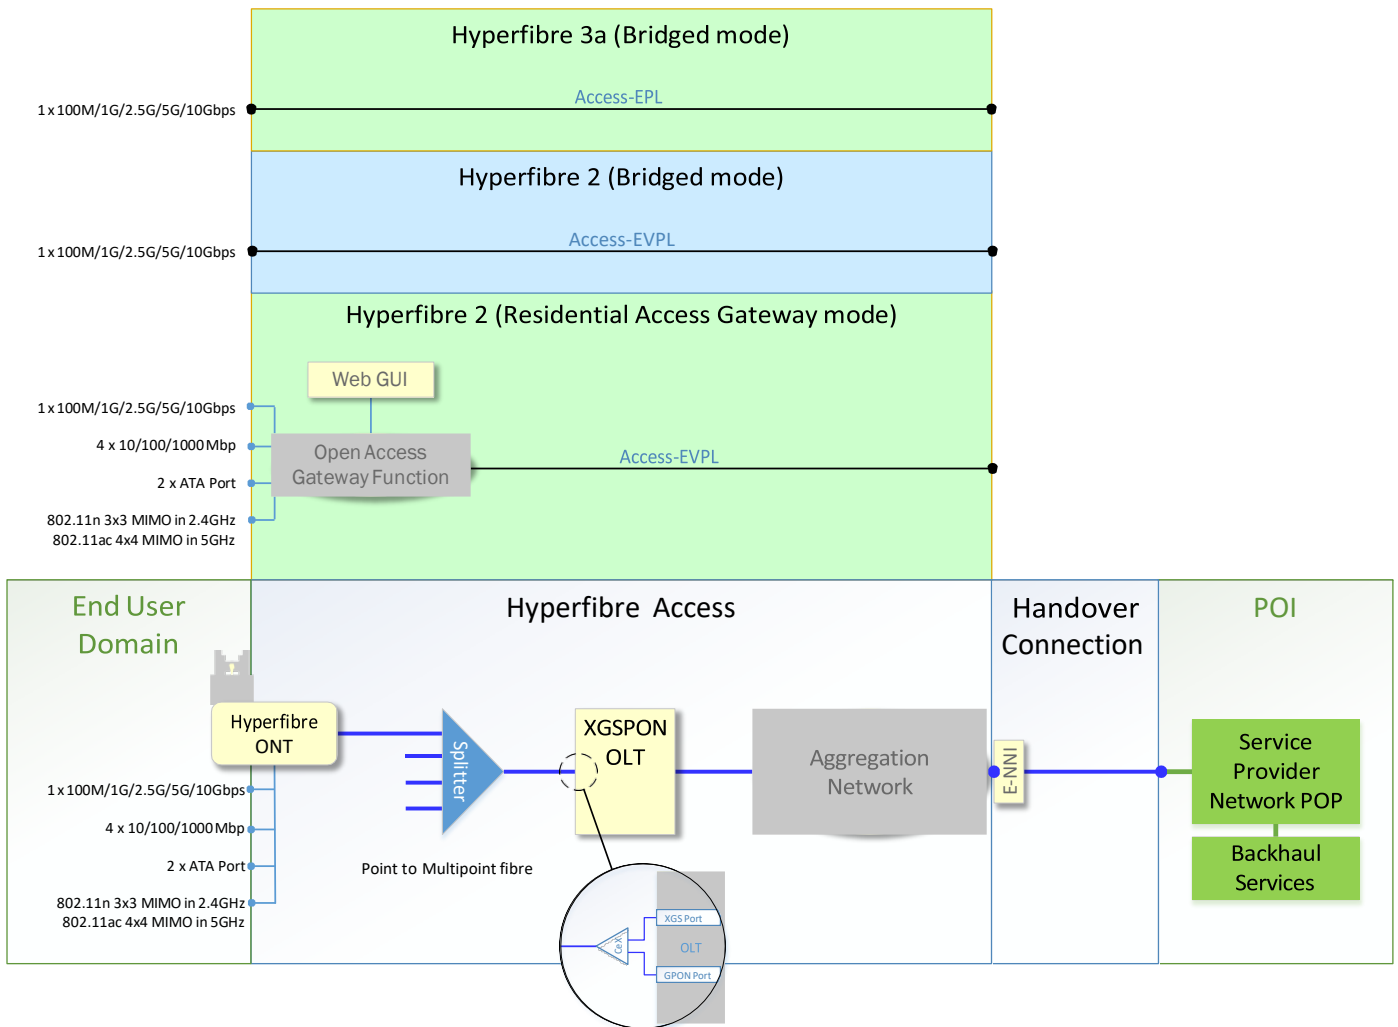 Hyperfibre 3a (Bridged mode)
Access-EPL
1 x 100M/1G/2.5G/5G/10Gbps
Hyperfibre 2 (Bridged mode)
Access-EVPL
1 x 100M/1G/2.5G/5G/10Gbps
Hyperfibre 2 (Residential Access Gateway mode)
Web GUI
1 x 100M/1G/2.5G/5G/10Gbps
4 x 10/100/1000 Mbp
Open Access
Gateway Function
Access-EVPL
2 x ATA Port
802.11n 3x3 MIMO in 2.4GHz
802.11ac 4x4 MIMO in 5GHz
End User
Domain
Hyperfibre Access
Handover
Connection
POI
Hyperfibre
ONT
Splitter
XGSPON
OLT
Aggregation
Network
E-NNI
Service
Provider
Network POP
Backhaul
Services
1 x 100M/1G/2.5G/5G/10Gbps
4 x 10/100/1000 Mbp
2 x ATA Port
802.11n 3x3 MIMO in 2.4GHz
802.11ac 4x4 MIMO in 5GHz
Point to Multipoint fibre
XGS Port
CeX
OLT
GPON Port